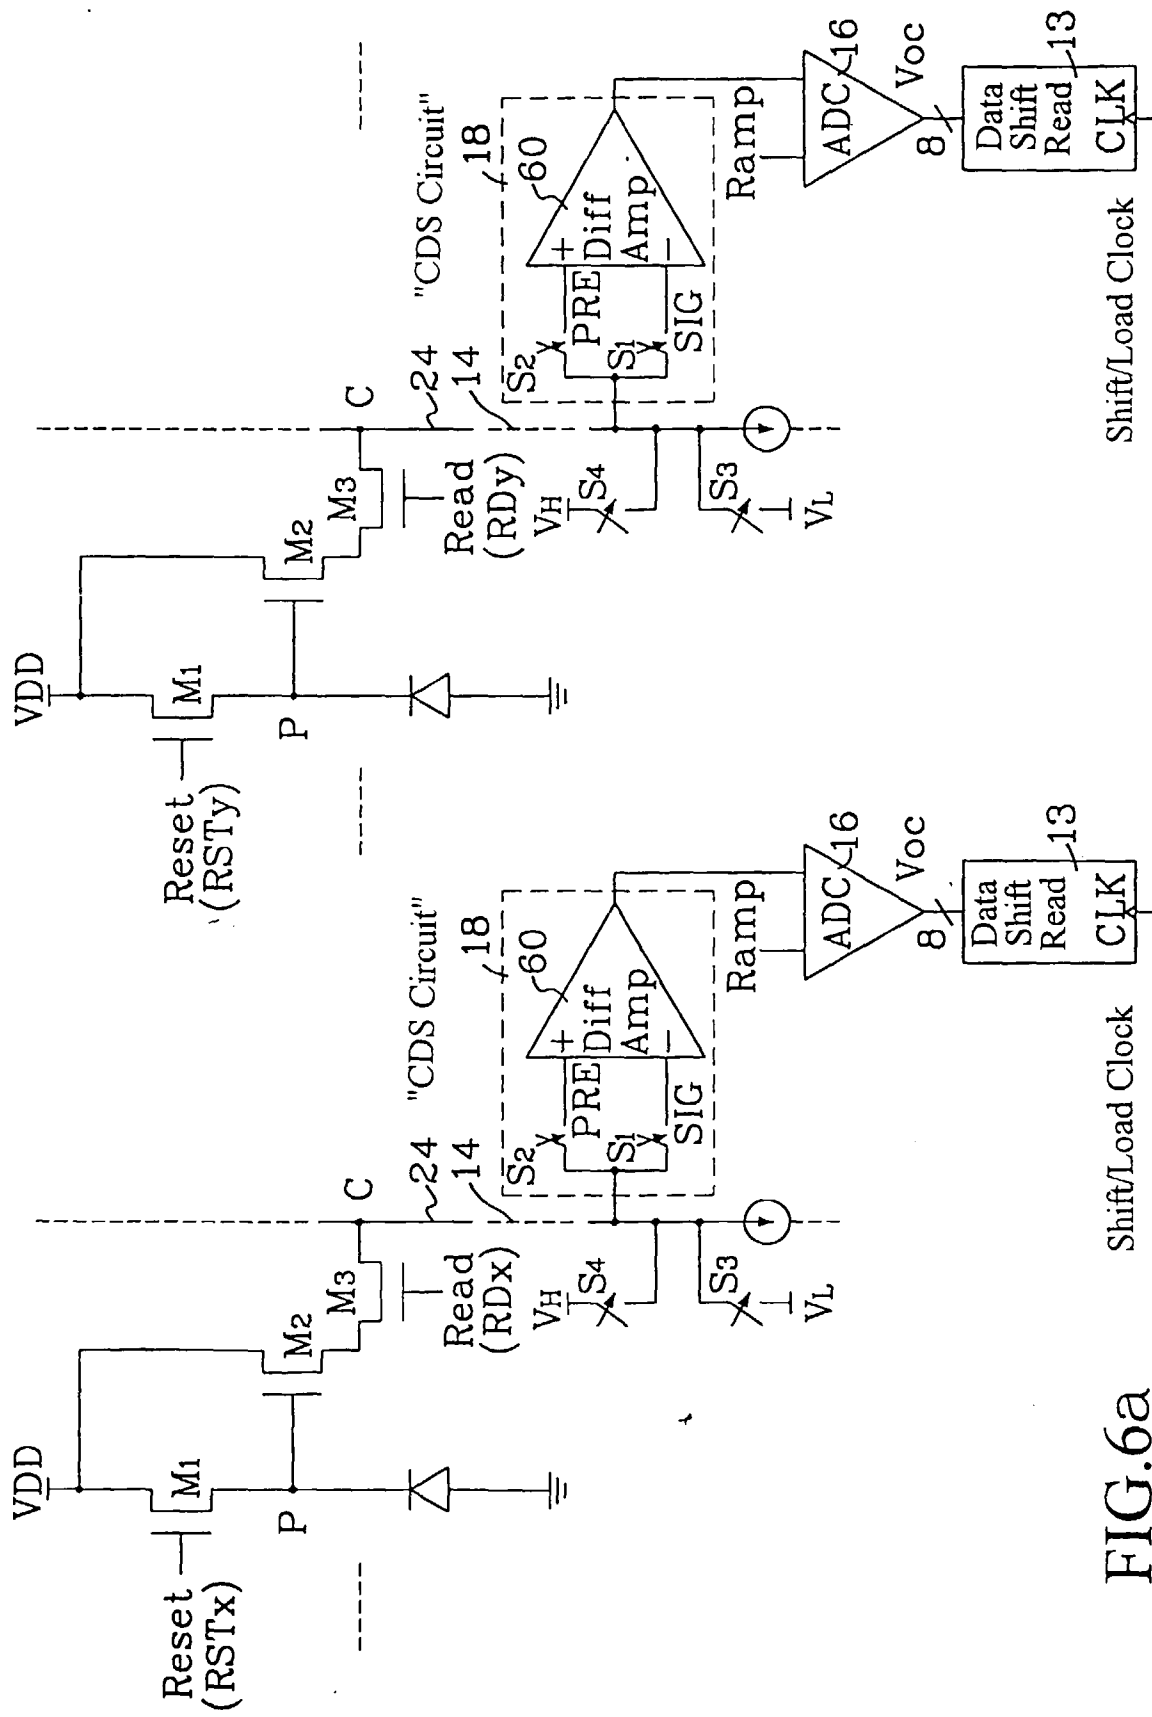 VDD
Reset
(RSTx)
M1
P
M2
M3
C
Read
(RDx)
24
14
"CDS Circuit"
18
60
S2
PRE
+
Diff
Amp
−
S1
SIG
VH
S4
S3
VL
Ramp
ADC
16
Voc
8
Data
Shift
Read
13
CLK
Shift/Load Clock
VDD
Reset
(RSTy)
M1
P
M2
M3
C
Read
(RDy)
24
14
"CDS Circuit"
18
60
S2
PRE
+
Diff
Amp
−
S1
SIG
VH
S4
S3
VL
Ramp
ADC
16
Voc
8
Data
Shift
Read
13
CLK
Shift/Load Clock
FIG.6a